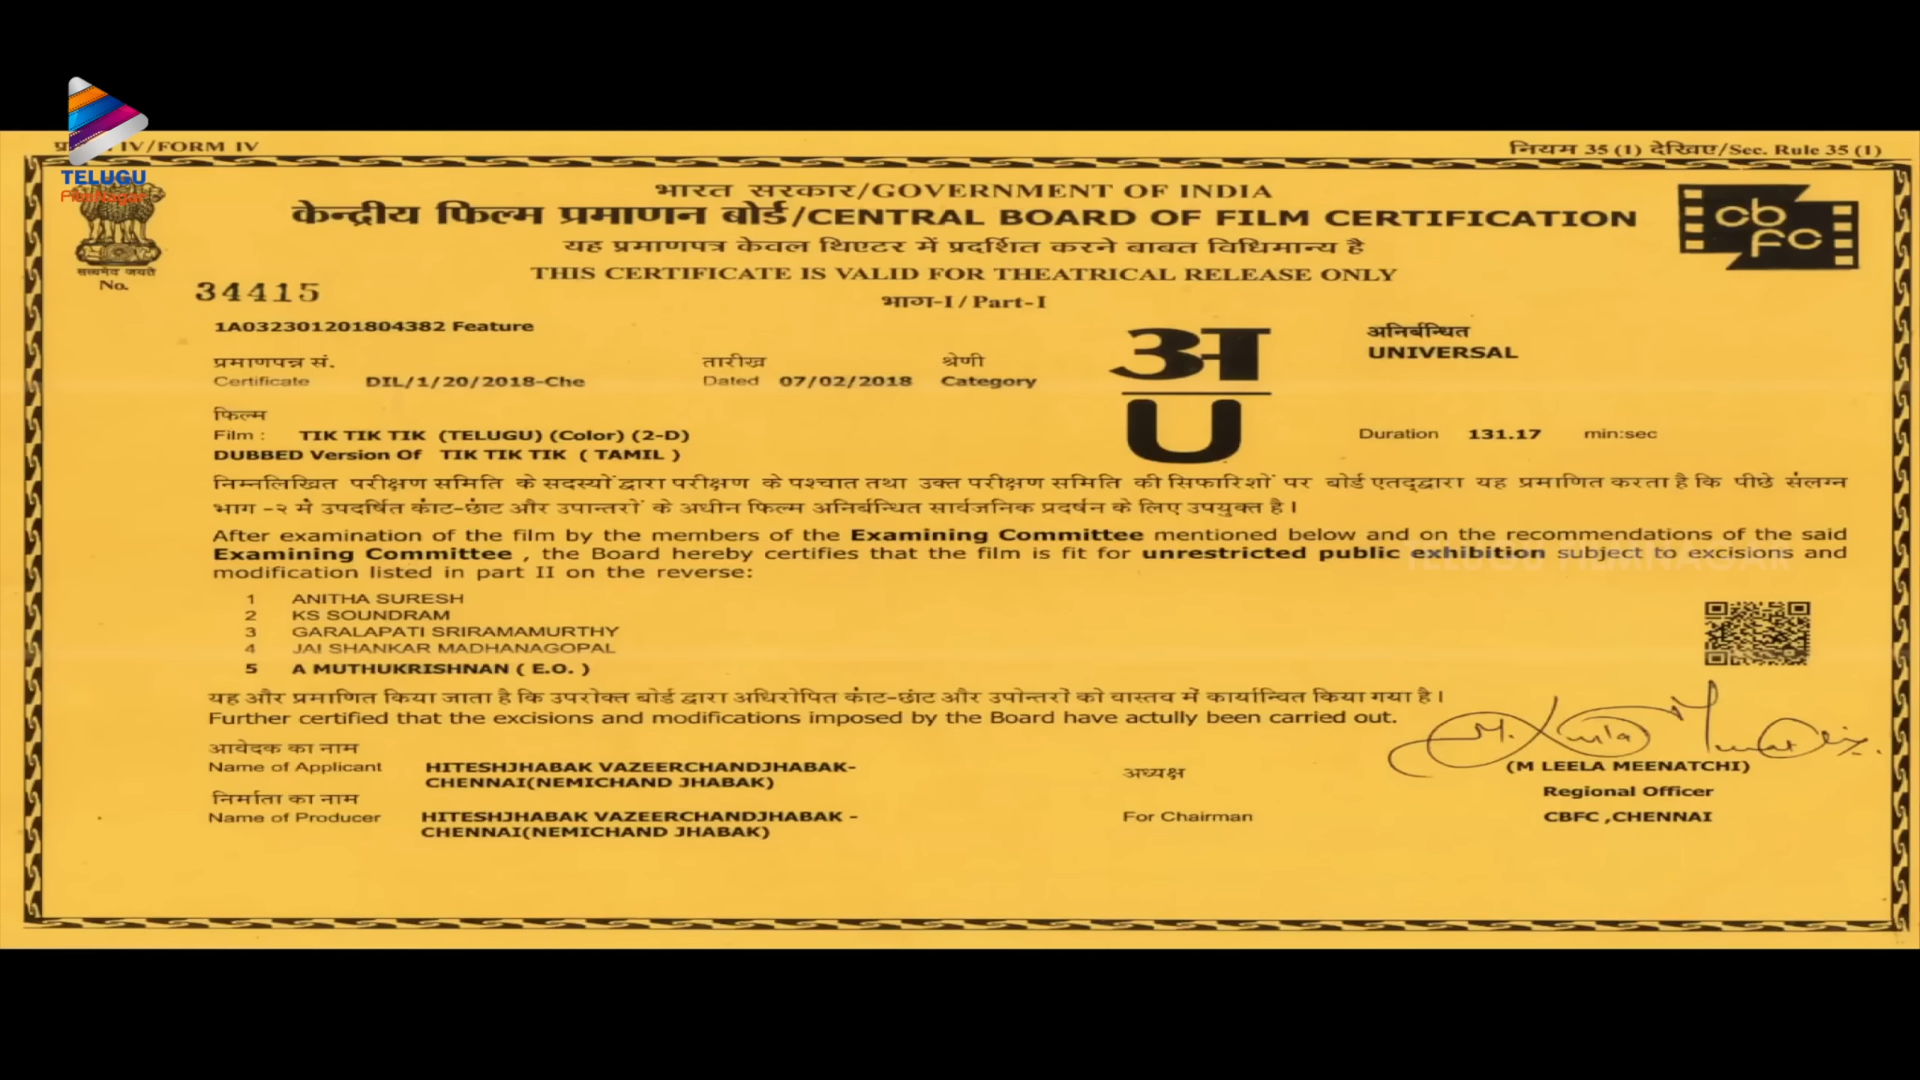 IV/FORM IV
नियम 35 (1) देखिए/Sec. Rule 35 (1)
TELUGU
FilmNagar
भारत सरकार/GOVERNMENT OF INDIA
केन्द्रीय फिल्म प्रमाणन बोर्ड/CENTRAL BOARD OF FILM CERTIFICATION
cb
fc
यह प्रमाणपत्र केवल थिएटर में प्रदर्शित करने बाबत विधिमान्य है
THIS CERTIFICATE IS VALID FOR THEATRICAL RELEASE ONLY
सत्यमेव जयते
No. 34415
भाग-I/Part-I
1A032301201804382 Feature
अ
U
अनिर्बन्धित
UNIVERSAL
प्रमाणपत्र सं. तारीख श्रेणी
Certificate DIL/1/20/2018-Che Dated 07/02/2018 Category
फिल्म
Film : TIK TIK TIK (TELUGU) (Color) (2-D) Duration 131.17 min:sec
DUBBED Version Of TIK TIK TIK ( TAMIL )
निम्नलिखित परीक्षण समिति के सदस्यों द्वारा परीक्षण के पश्चात तथा उक्त परीक्षण समिति की सिफारिशों पर बोर्ड एतद्द्वारा यह प्रमाणित करता है कि पीछे संलग्न
भाग -२ में उपदर्षित कांट-छांट और उपान्तरों के अधीन फिल्म अनिर्बन्धित सार्वजनिक प्रदर्षन के लिए उपयुक्त है।
After examination of the film by the members of the Examining Committee mentioned below and on the recommendations of the said
Examining Committee , the Board hereby certifies that the film is fit for unrestricted public exhibition subject to excisions and
modification listed in part II on the reverse:
TELUGU FILMNAGAR
1 ANITHA SURESH
2 KS SOUNDRAM
3 GARALAPATI SRIRAMAMURTHY
4 JAI SHANKAR MADHANAGOPAL
5 A MUTHUKRISHNAN ( E.O. )
यह और प्रमाणित किया जाता है कि उपरोक्त बोर्ड द्वारा अधिरोपित कांट-छांट और उपोन्तरों को वास्तव में कार्यान्वित किया गया है।
Further certified that the excisions and modifications imposed by the Board have actully been carried out.
आवेदक का नाम
Name of Applicant HITESHJHABAK VAZEERCHANDJHABAK-
CHENNAI(NEMICHAND JHABAK)
निर्माता का नाम
Name of Producer HITESHJHABAK VAZEERCHANDJHABAK -
CHENNAI(NEMICHAND JHABAK)
अध्यक्ष
For Chairman
(M LEELA MEENATCHI)
Regional Officer
CBFC ,CHENNAI